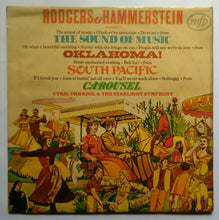 RODGERS & HAMMERSTEIN
mfp
The sound of music • Climb ev'ry mountain • Do re mi • from
THE SOUND OF MUSIC
Oh what a beautiful morning • Surrey with the fringe on top • People will say we're in love • from
OKLAHOMA!
Some enchanted evening • Bali ha'i • from
SOUTH PACIFIC
If I loved you • June is bustin' out all over • You'll never walk alone • Soliloquy • from
CAROUSEL
CYRIL ORNADEL & THE STARLIGHT SYMPHONY